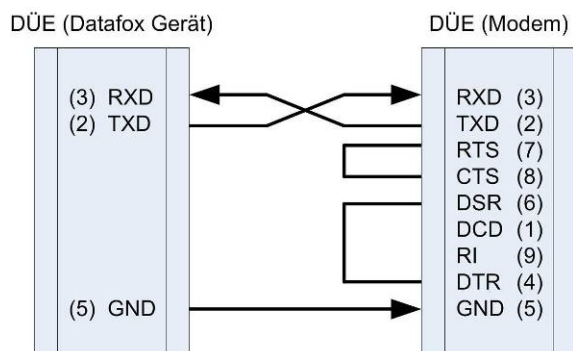 DÜE (Datafox Gerät)
DÜE (Modem)
(3) RXD
(2) TXD
(5) GND
RXD (3)
TXD (2)
RTS (7)
CTS (8)
DSR (6)
DCD (1)
RI (9)
DTR (4)
GND (5)